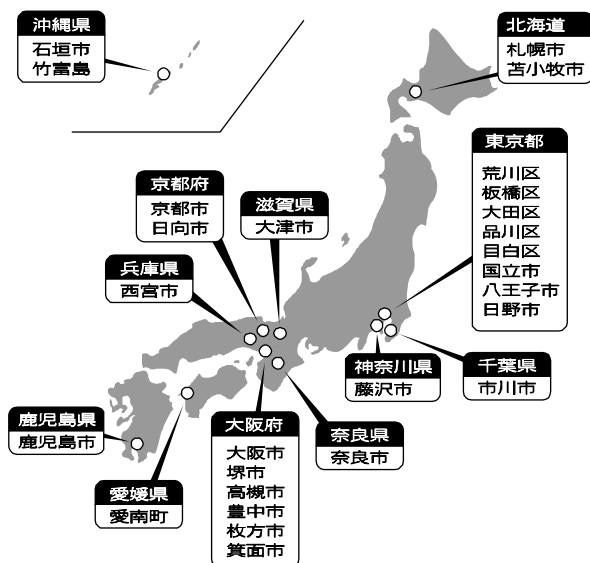 沖縄県
石垣市
竹富島
北海道
札幌市
苫小牧市
東京都
荒川区
板橋区
大田区
品川区
目白区
国立市
八王子市
日野市
京都府
京都市
日向市
滋賀県
大津市
兵庫県
西宮市
神奈川県
藤沢市
千葉県
市川市
鹿児島県
鹿児島市
愛媛県
愛南町
大阪府
大阪市
堺市
高槻市
豊中市
枚方市
箕面市
奈良県
奈良市